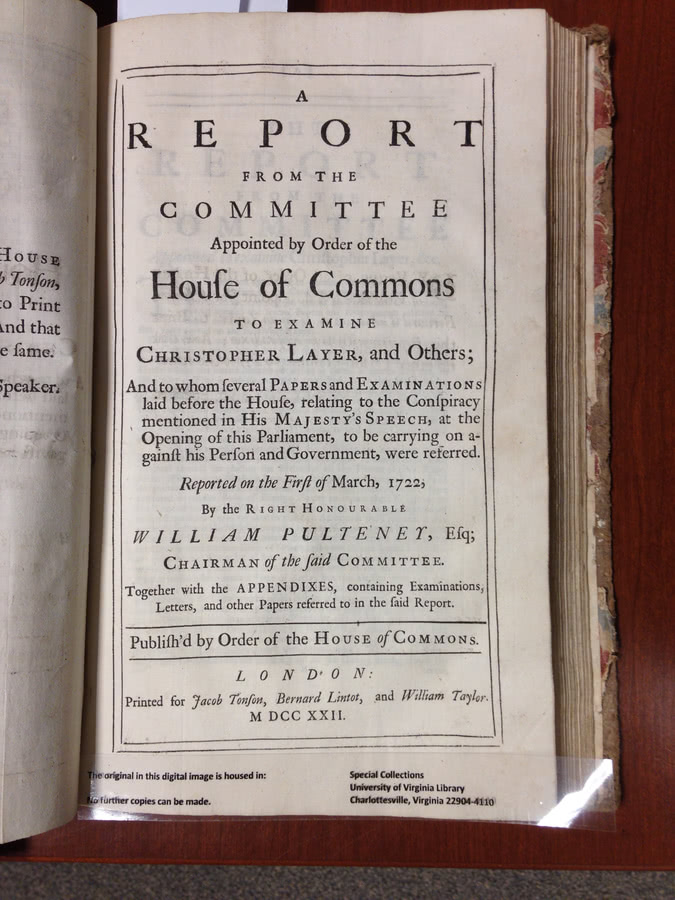 House
b Tonſon,
to Print
And that
e ſame.
Speaker.
A
REPORT
FROM THE
COMMITTEE
Appointed by Order of the
Houſe of Commons
TO EXAMINE
CHRISTOPHER LAYER, and Others;
And to whom ſeveral PAPERS and EXAMINATIONS
laid before the Houſe, relating to the Conſpiracy
mentioned in His MAJESTY'S SPEECH, at the
Opening of this Parliament, to be carrying on a-
gainſt his Perſon and Government, were referred.
Reported on the Firſt of March, 1722;
By the RIGHT HONOURABLE
WILLIAM PULTENEY, Eſq;
CHAIRMAN of the ſaid COMMITTEE.
Together with the APPENDIXES, containing Examinations,
Letters, and other Papers referred to in the ſaid Report.
Publiſh'd by Order of the HOUSE of COMMONS.
LONDON:
Printed for Jacob Tonſon, Bernard Lintot, and William Taylor.
M DCC XXII.
The original in this digital image is housed in:
No further copies can be made.
Special Collections
University of Virginia Library
Charlottesville, Virginia 22904-4110